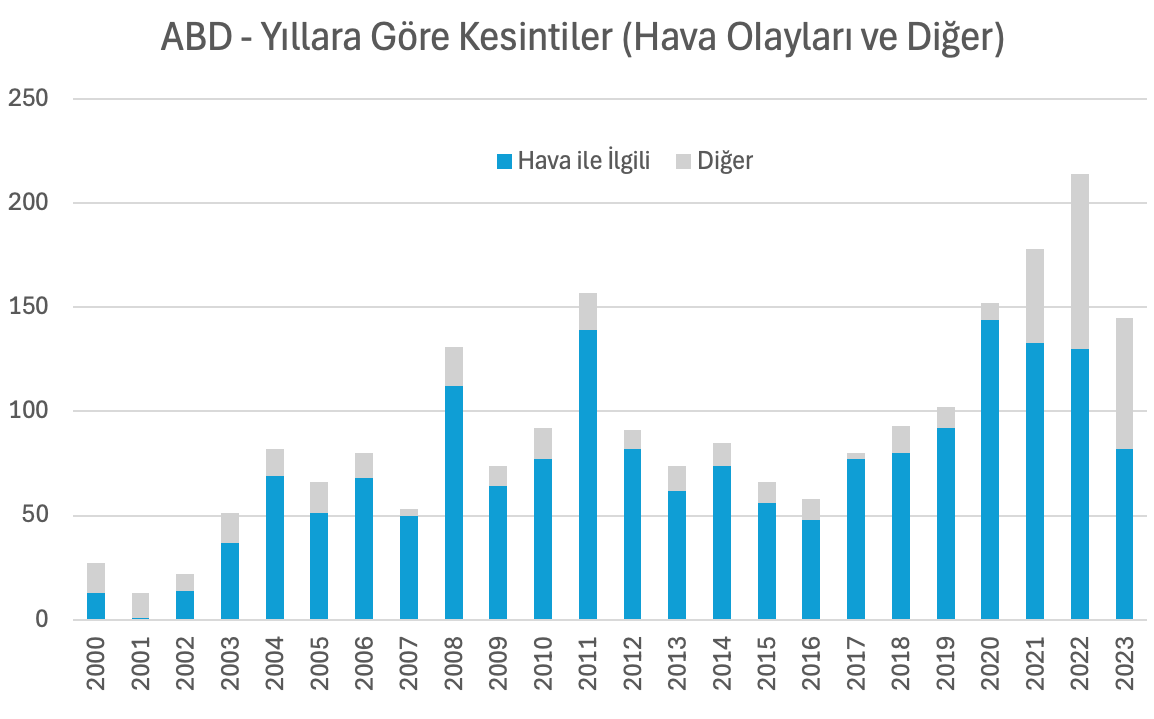 ABD - Yıllara Göre Kesintiler (Hava Olayları ve Diğer)
250
Hava ile İlgili Diğer
200
150
100
50
0
2000 2001 2002 2003 2004 2005 2006 2007 2008 2009 2010 2011 2012 2013 2014 2015 2016 2017 2018 2019 2020 2021 2022 2023